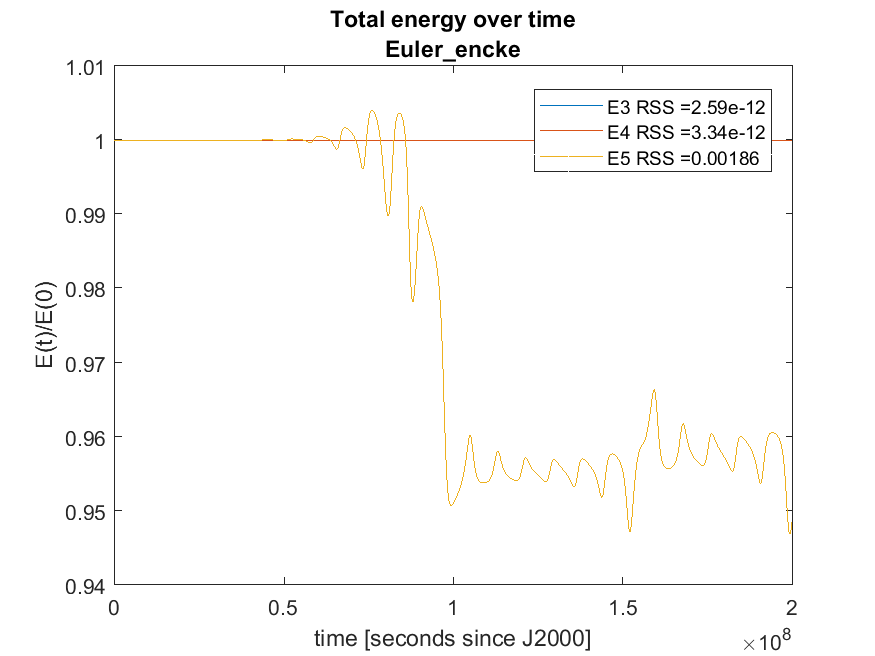 Total energy over time
Euler_encke
1.01
1
0.99
0.98
0.97
0.96
0.95
0.94
E(t)/E(0)
E3 RSS =2.59e-12
E4 RSS =3.34e-12
E5 RSS =0.00186
0
0.5
1
1.5
2
time [seconds since J2000]
×10⁸